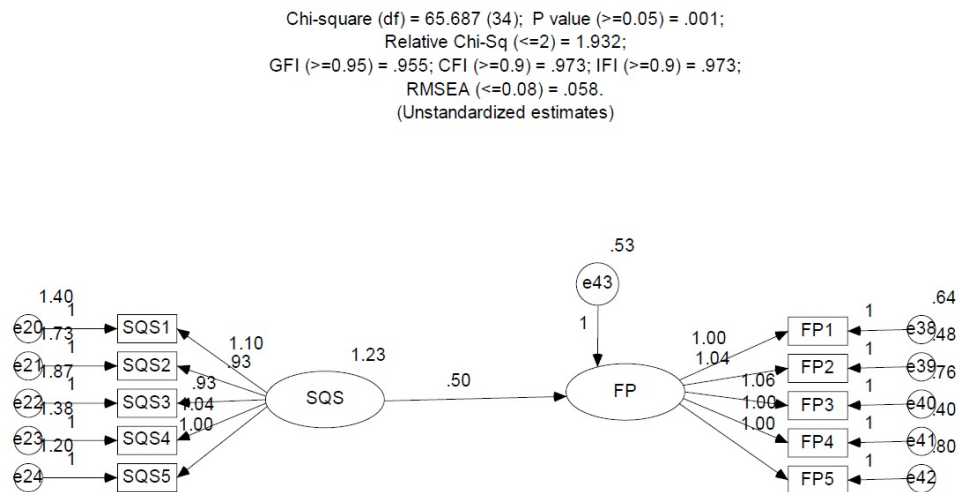 Chi-square (df) = 65.687 (34); P value (>=0.05) = .001;
Relative Chi-Sq (<=2) = 1.932;
GFI (>=0.95) = .955; CFI (>=0.9) = .973; IFI (>=0.9) = .973;
RMSEA (<=0.08) = .058.
(Unstandardized estimates)
.53
e43
1
1.40
1
e20
SQS1
1.73
1
e21
SQS2
1.87
1
e22
SQS3
1.38
1
e23
SQS4
1.20
1
e24
SQS5
1.10
.93
.93
1.04
1.00
1.23
SQS
.50
FP
1.00
1.04
1.06
1.00
1.00
FP1
1
.64
e38
FP2
1
.48
e39
FP3
1
.76
e40
FP4
1
.40
e41
FP5
1
.80
e42